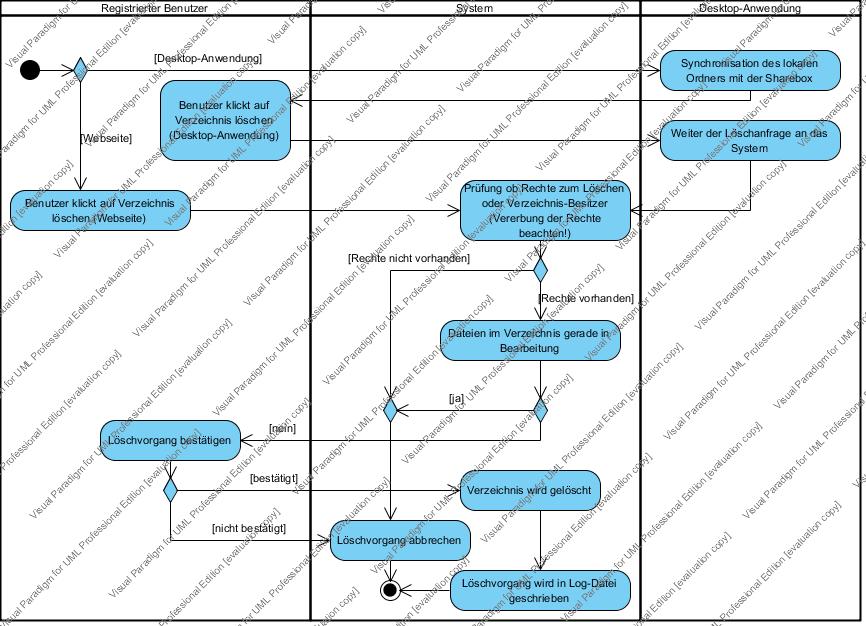 Registrierter Benutzer
System
Desktop-Anwendung
[Desktop-Anwendung]
Synchronisation des lokalen
Ordners mit der Sharebox
Benutzer klickt auf
Verzeichnis löschen
(Desktop-Anwendung)
[Webseite]
Weiter der Löschanfrage an das
System
Benutzer klickt auf Verzeichnis
löschen (Webseite)
Prüfung ob Rechte zum Löschen
oder Verzeichnis-Besitzer
(Vererbung der Rechte
beachten!)
[Rechte nicht vorhanden]
[Rechte vorhanden]
Dateien im Verzeichnis gerade in
Bearbeitung
[ja]
[nein]
Löschvorgang bestätigen
[bestätigt]
Verzeichnis wird gelöscht
[nicht bestätigt]
Löschvorgang abbrechen
Löschvorgang wird in Log-Datei
geschrieben
Visual Paradigm for UML Professional Edition [evaluation copy]